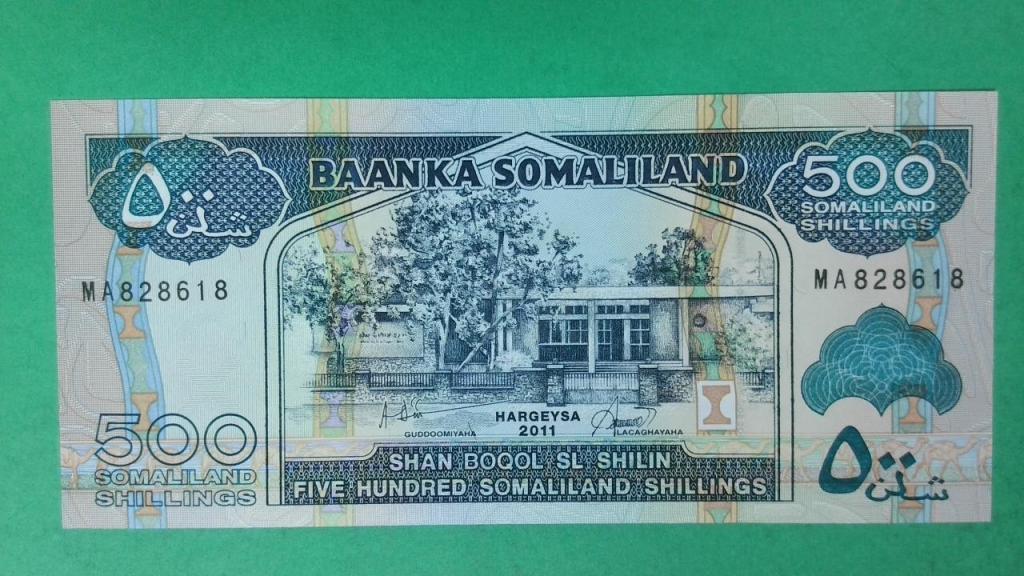 BAANKA SOMALILAND
٥٠٠
شلن
500
SOMALILAND
SHILLINGS
MA828618
MA828618
HARGEYSA
2011
GUDDOOMIYAHA
LACAGHAYAHA
500
SOMALILAND
SHILLINGS
SHAN BOQOL SL SHILIN
FIVE HUNDRED SOMALILAND SHILLINGS
٥٠٠
شلن